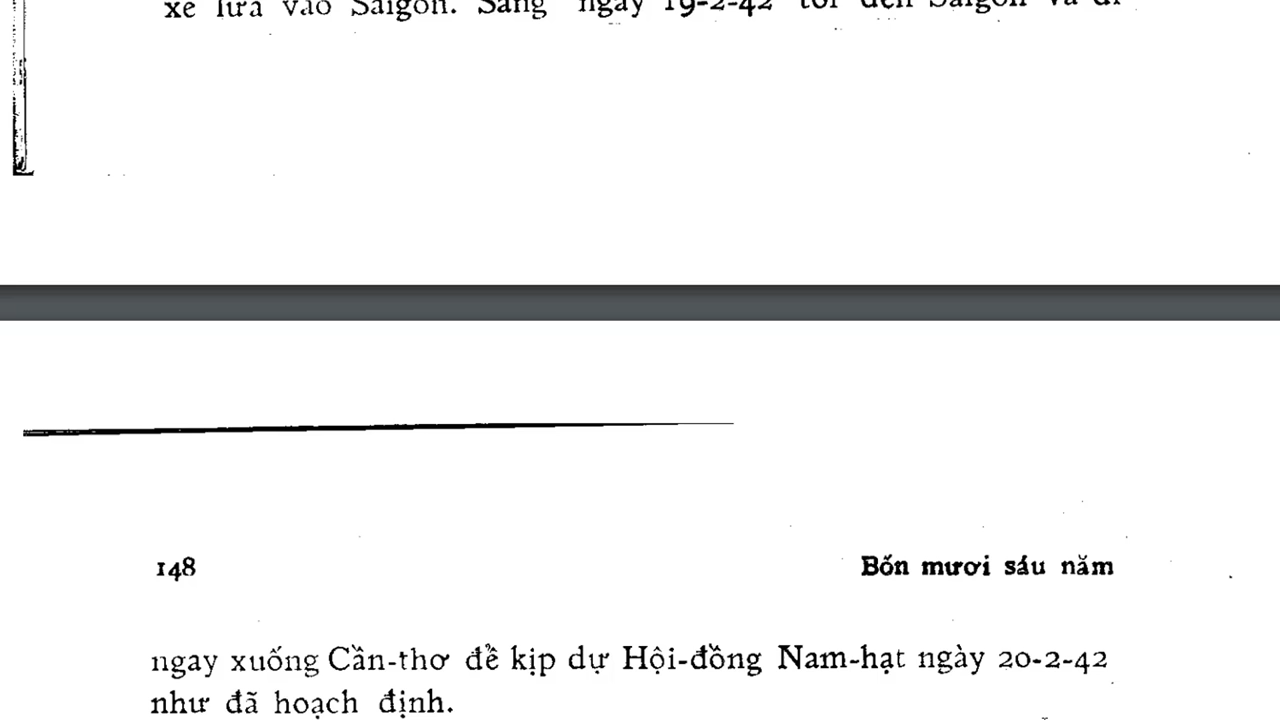 xe lửa vào Saigon. Sáng ngày 19-2-42 tôi đến Saigon và đi
148 Bốn mươi sáu năm
ngay xuống Cần-thơ để kịp dự Hội-đồng Nam-hạt ngày 20-2-42
như đã hoạch định.